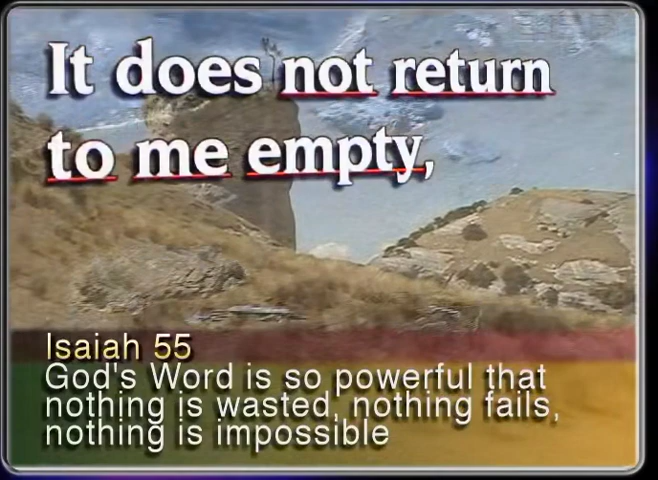 It does not return
to me empty,
Isaiah 55
God's Word is so powerful that
nothing is wasted, nothing fails,
nothing is impossible